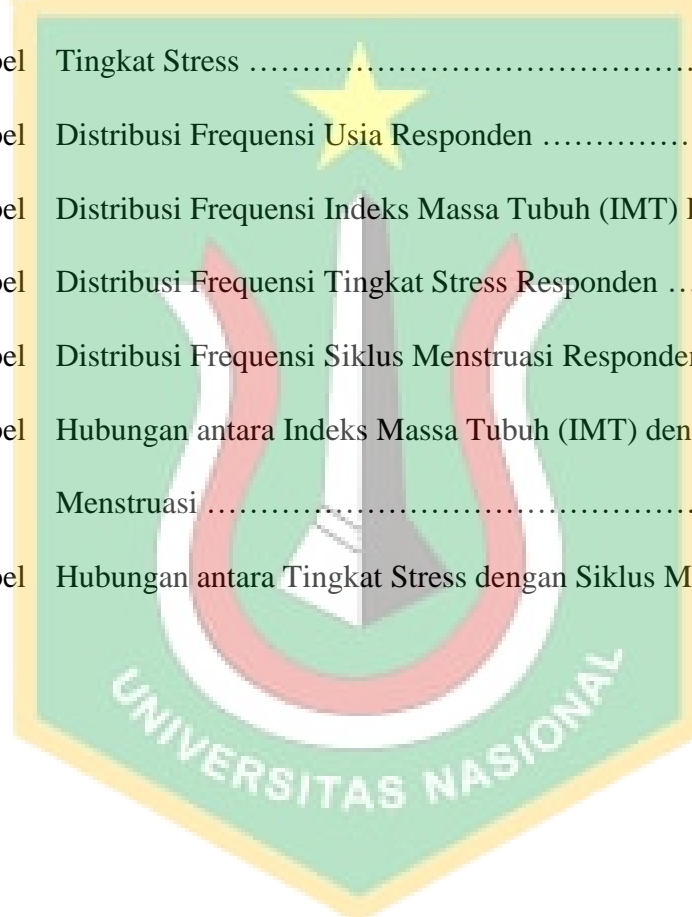 bel Tingkat Stress ……………………………………
bel Distribusi Frequensi Usia Responden ……………
bel Distribusi Frequensi Indeks Massa Tubuh (IMT)
bel Distribusi Frequensi Tingkat Stress Responden …
bel Distribusi Frequensi Siklus Menstruasi Responden
bel Hubungan antara Indeks Massa Tubuh (IMT) den
Menstruasi ……………………………………
bel Hubungan antara Tingkat Stress dengan Siklus M
UNIVERSITAS NASIONAL